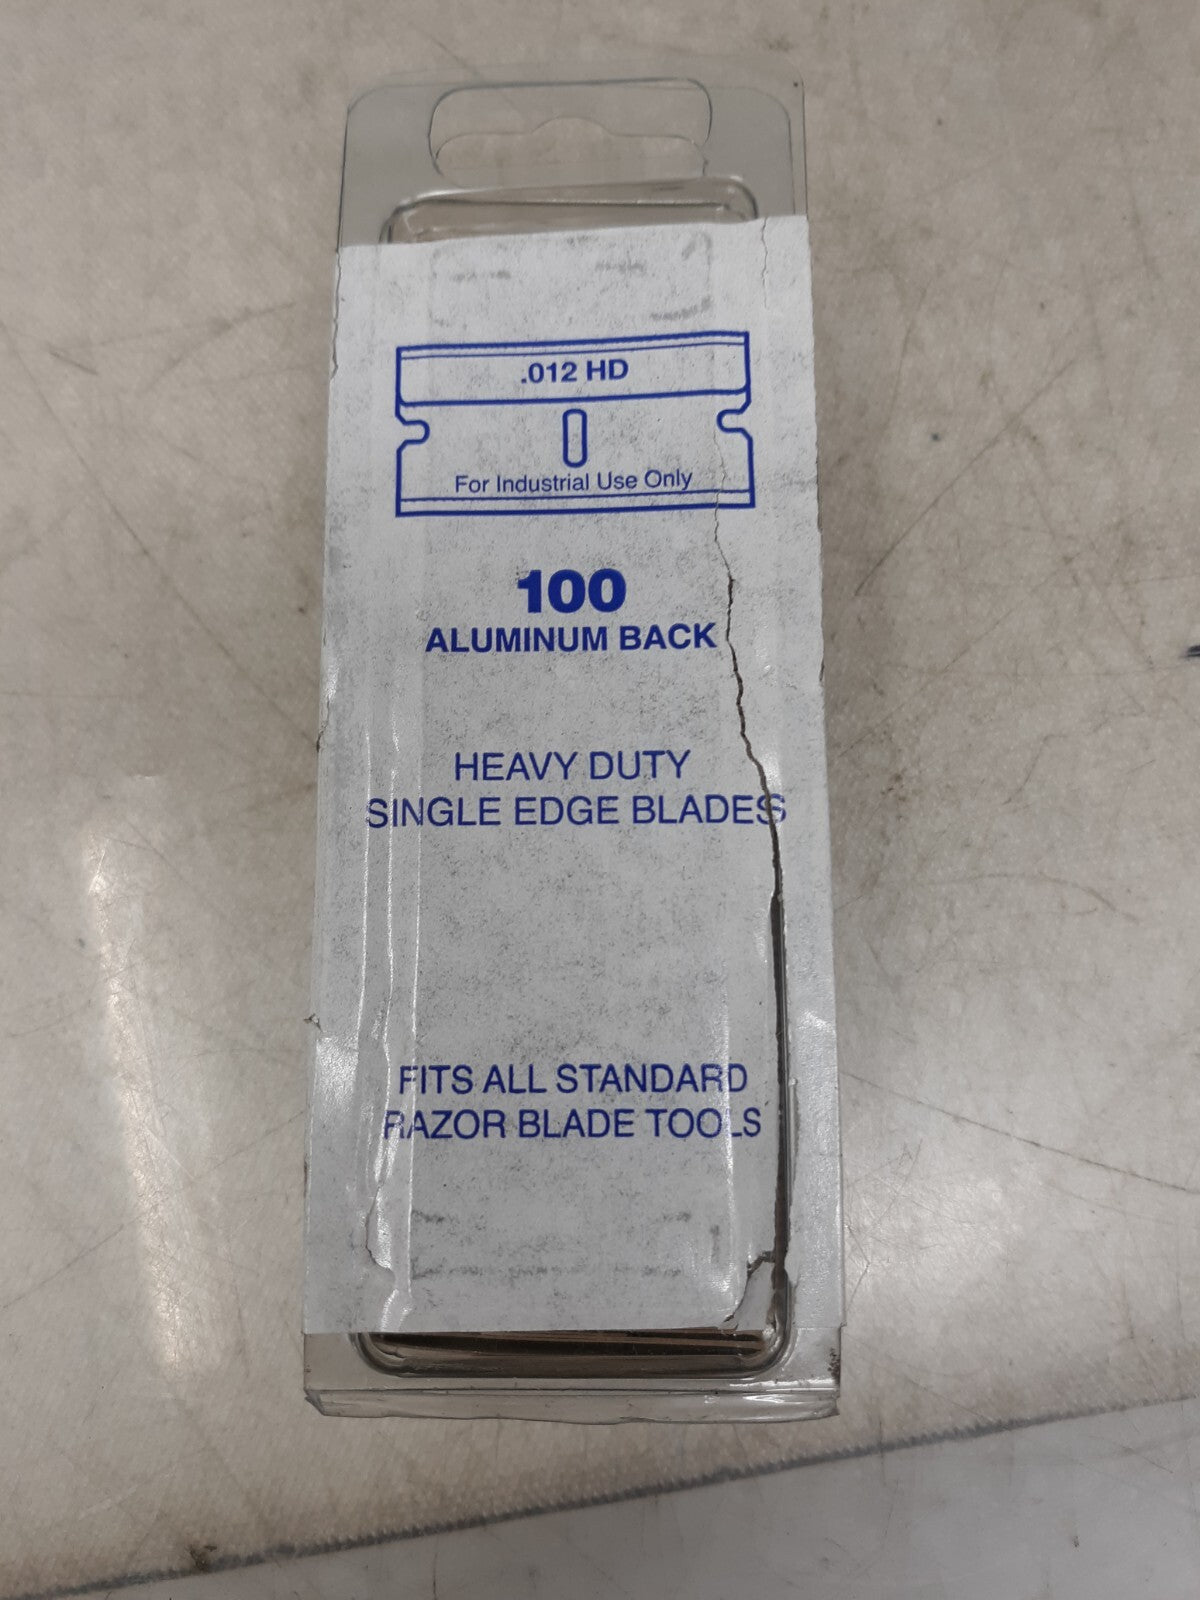 .012 HD
For Industrial Use Only
100
ALUMINUM BACK
HEAVY DUTY
SINGLE EDGE BLADES
FITS ALL STANDARD
RAZOR BLADE TOOLS